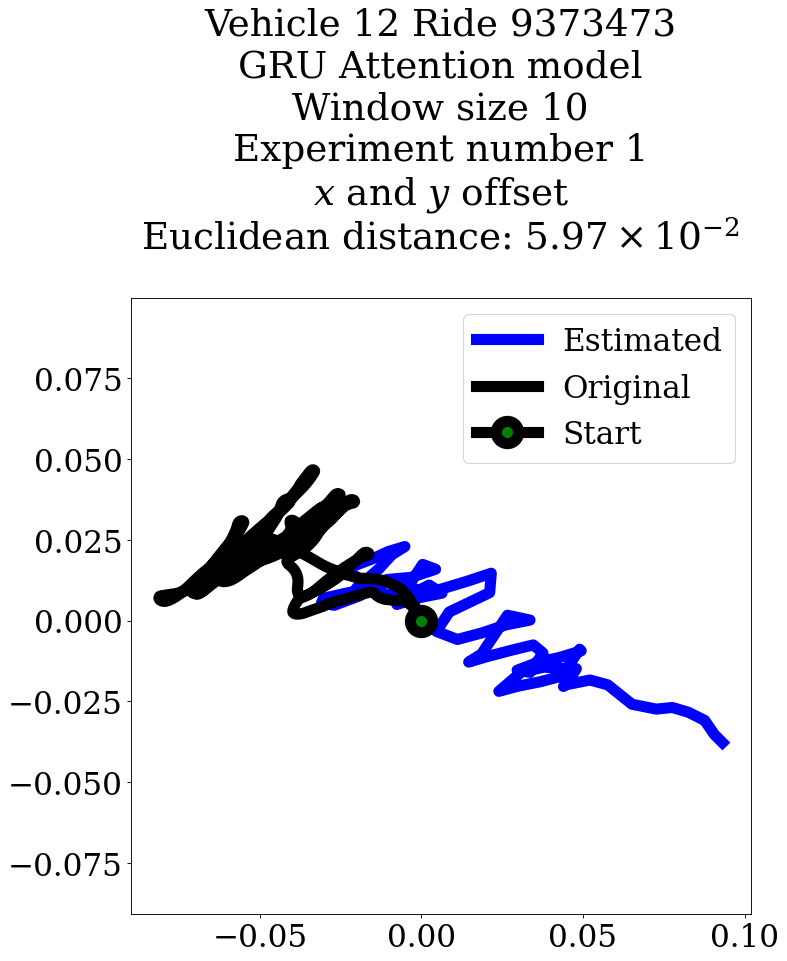 Vehicle 12 Ride 9373473
GRU Attention model
Window size 10
Experiment number 1
x and y offset
Euclidean distance: 5.97 × 10⁻²
Estimated
Original
Start
0.075
0.050
0.025
0.000
−0.025
−0.050
−0.075
−0.05 0.00 0.05 0.10